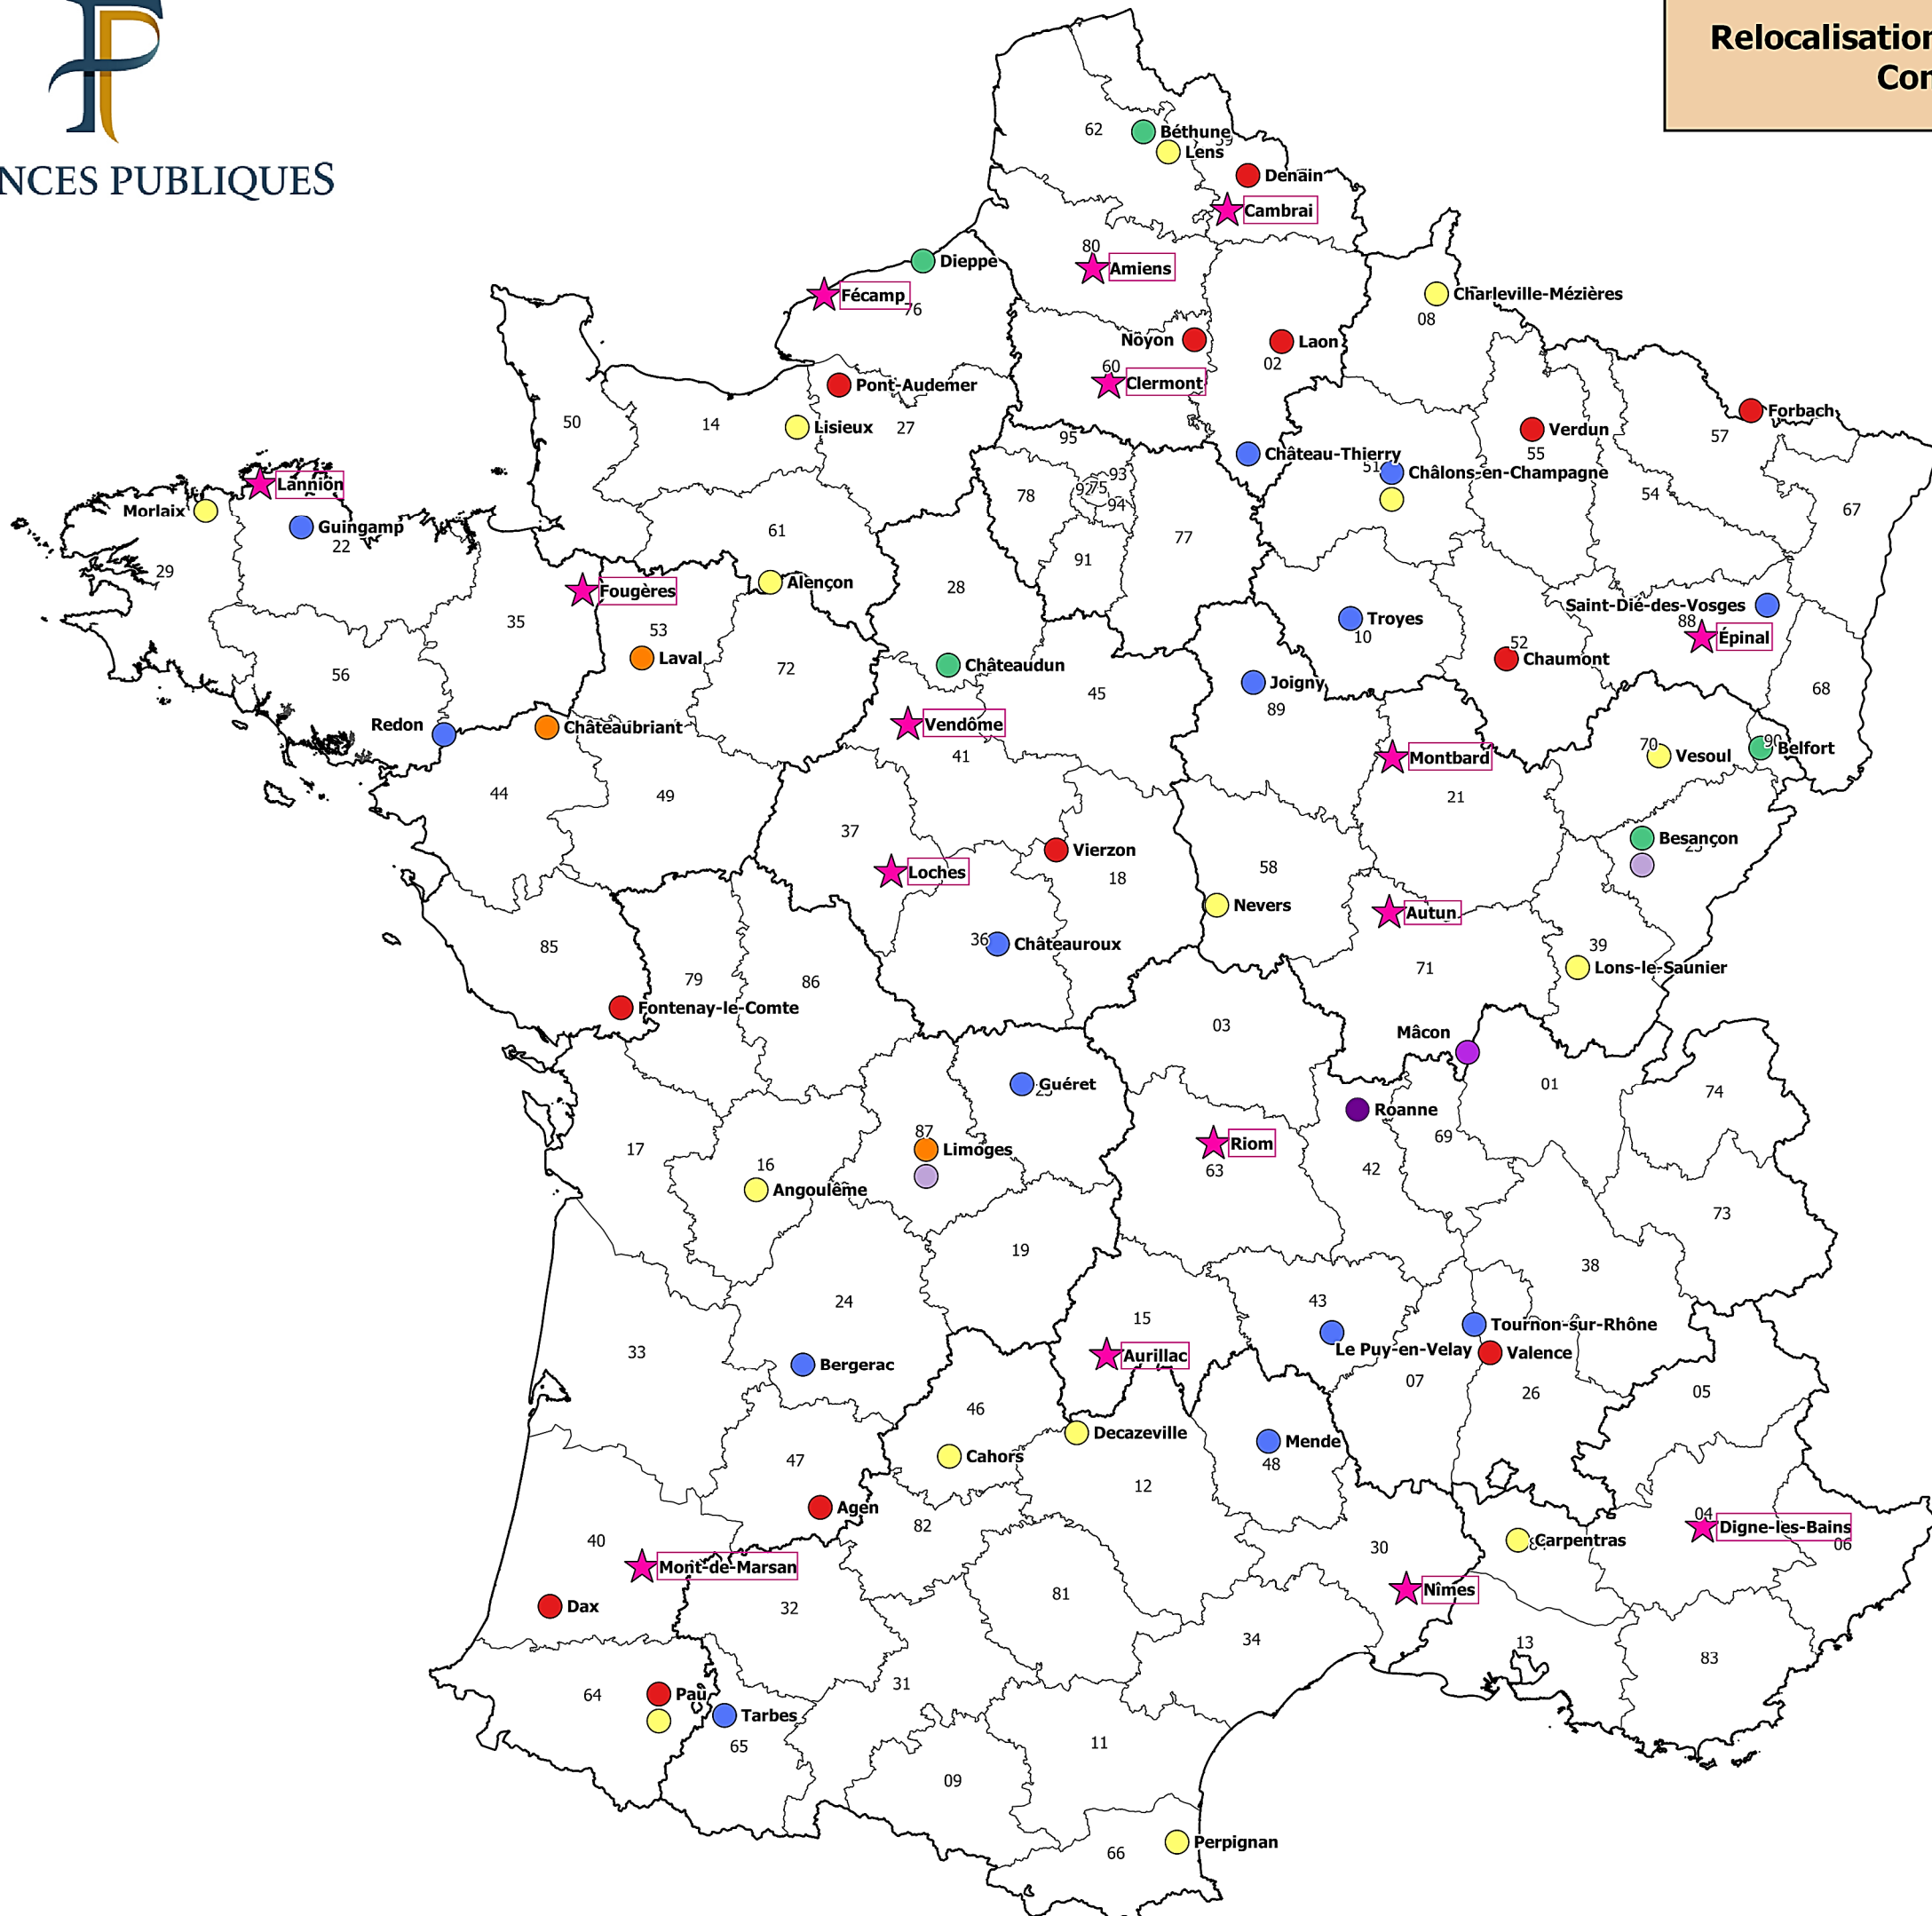 NCES PUBLIQUES
Relocalisation
Con
62
Béthune
59
Lens
Denain
Cambrai
80
Amiens
Dieppe
Fécamp
76
Charleville-Mézières
08
Noyon
Laon
02
60
Clermont
Pont-Audemer
Lisieux
27
50
14
95
Forbach
57
Verdun
55
Château-Thierry
51
Châlons-en-Champagne
93
92
75
94
78
54
67
Lannion
Morlaix
Guingamp
22
61
77
91
29
Alençon
28
Fougères
35
53
Saint-Dié-des-Vosges
88
Épinal
Troyes
10
52
Chaumont
Laval
72
Châteaudun
56
45
68
Joigny
89
Redon
Châteaubriant
Vendôme
41
Montbard
70
Vesoul
90
Belfort
44
49
21
37
Vierzon
Besançon
25
Loches
18
58
Nevers
Autun
85
36
Châteauroux
39
Lons-le-Saunier
71
79
86
Fontenay-le-Comte
03
Mâcon
Guéret
23
01
74
Roanne
69
87
Limoges
Riom
63
42
17
16
Angoulême
73
19
38
24
43
15
Tournon-sur-Rhône
33
Aurillac
Le Puy-en-Velay
Valence
Bergerac
07
26
05
46
Decazeville
Mende
48
Cahors
47
12
Agen
82
04
Digne-les-Bains
06
40
30
Carpentras
Mont-de-Marsan
Nîmes
81
Dax
32
34
13
83
31
64
Pau
Tarbes
65
11
09
Perpignan
66